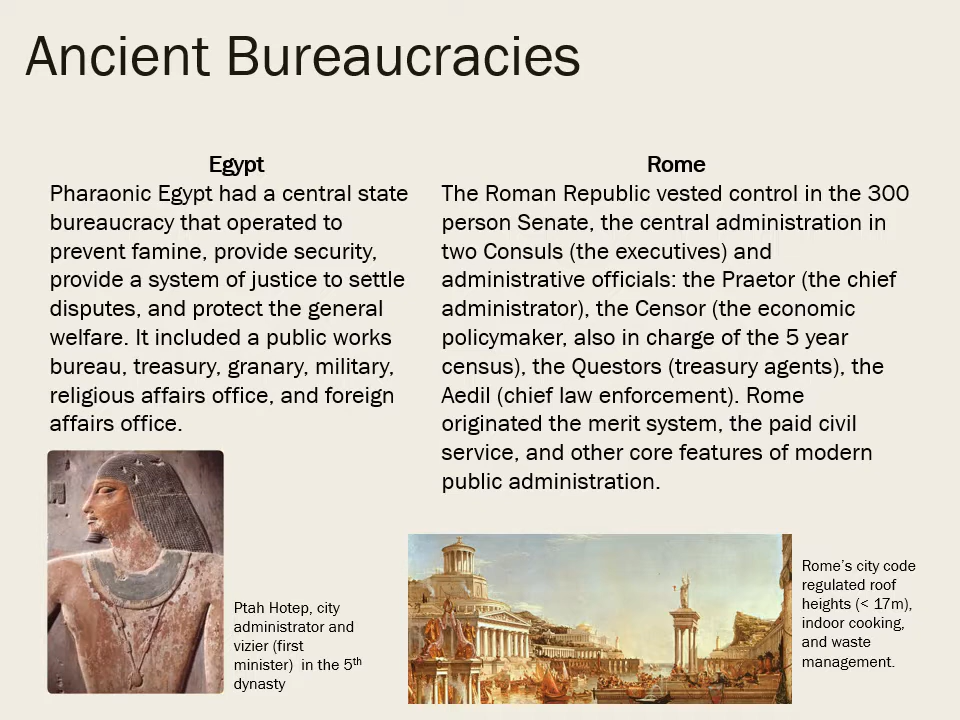 Ancient Bureaucracies
Egypt
Pharaonic Egypt had a central state
bureaucracy that operated to
prevent famine, provide security,
provide a system of justice to settle
disputes, and protect the general
welfare. It included a public works
bureau, treasury, granary, military,
religious affairs office, and foreign
affairs office.
Ptah Hotep, city
administrator and
vizier (first
minister)  in the 5th
dynasty
Rome
The Roman Republic vested control in the 300
person Senate, the central administration in
two Consuls (the executives) and
administrative officials: the Praetor (the chief
administrator), the Censor (the economic
policymaker, also in charge of the 5 year
census), the Questors (treasury agents), the
Aedil (chief law enforcement). Rome
originated the merit system, the paid civil
service, and other core features of modern
public administration.
Rome’s city code
regulated roof
heights (< 17m),
indoor cooking,
and waste
management.